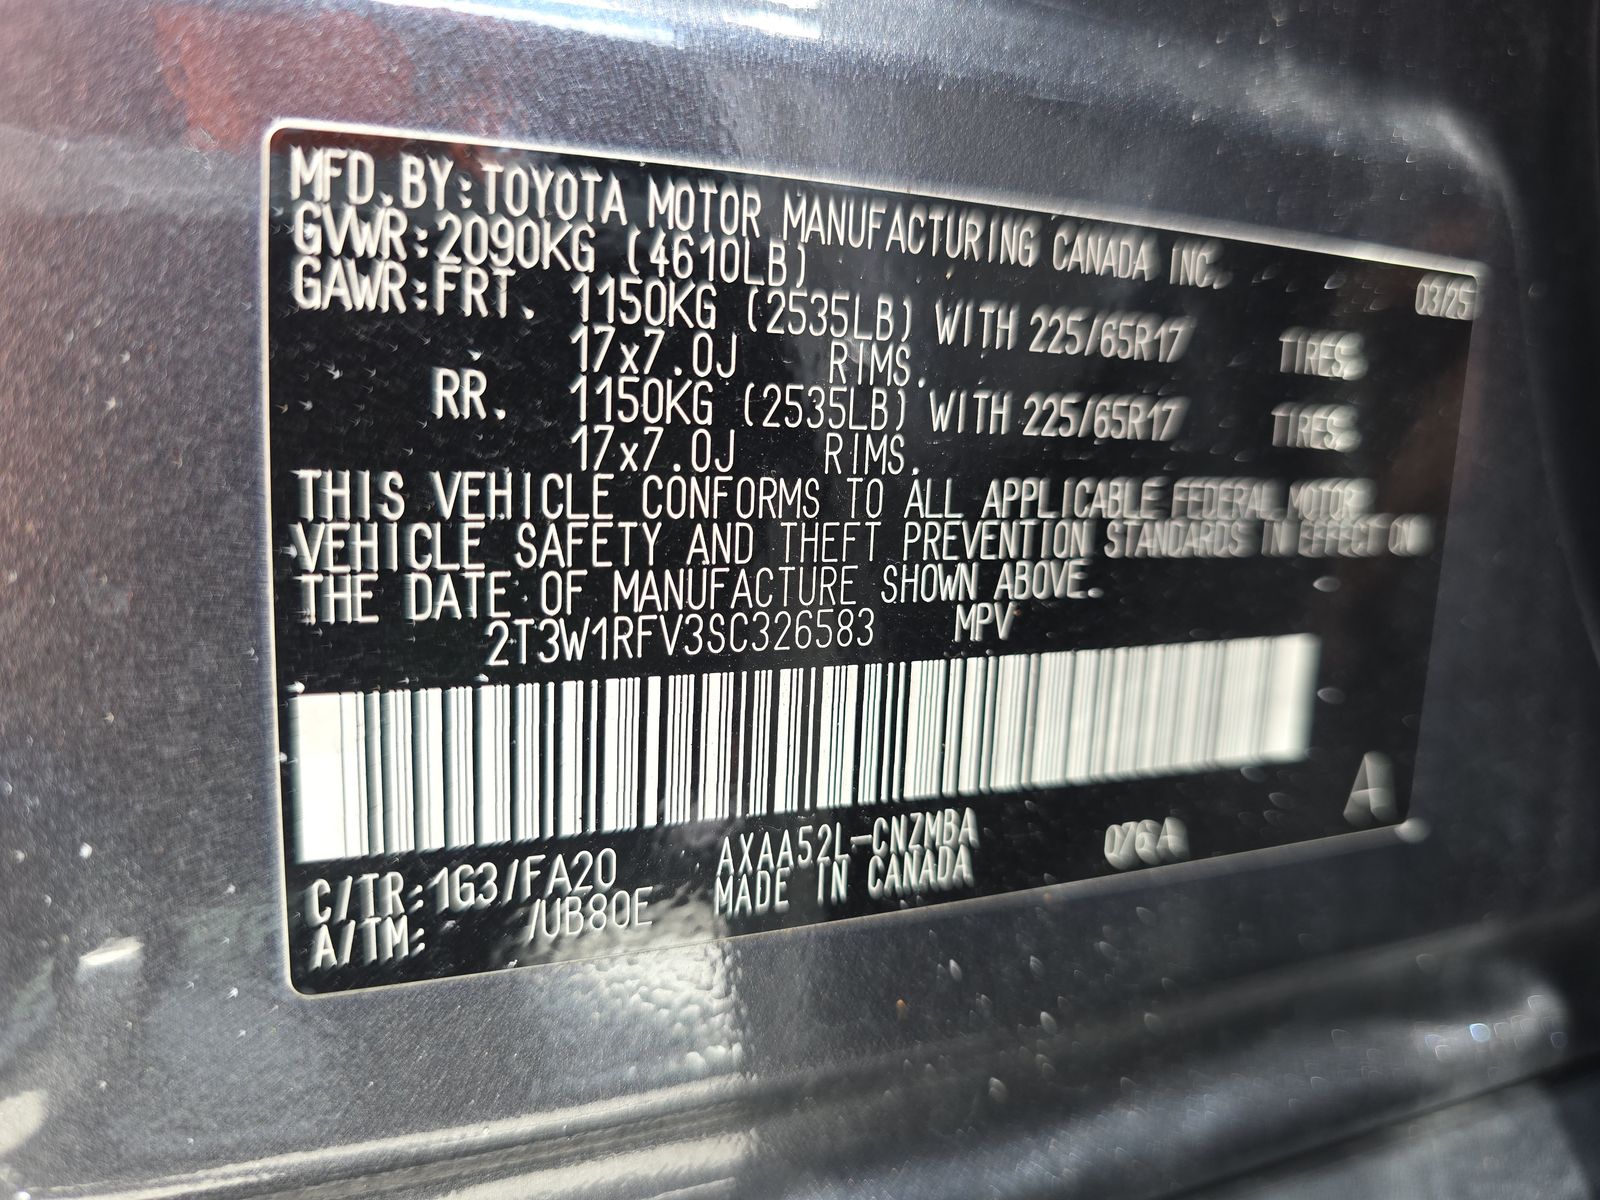 MFD.BY:TOYOTA MOTOR MANUFACTURING CANADA INC.
GVWR:2090KG (4610LB) 03/25
GAWR:FRT. 1150KG (2535LB) WITH 225/65R17 TIRES,
17x7.0J RIMS.
RR. 1150KG (2535LB) WITH 225/65R17 TIRES,
17x7.0J RIMS.
THIS VEHICLE CONFORMS TO ALL APPLICABLE FEDERAL MOTOR
VEHICLE SAFETY AND THEFT PREVENTION STANDARDS IN EFFECT ON
THE DATE OF MANUFACTURE SHOWN ABOVE.
2T3W1RFV3SC326583 MPV
C/TR:1G3/FA20 AXAA52L-CNZMBA 076A A
A/TM: /UB80E MADE IN CANADA